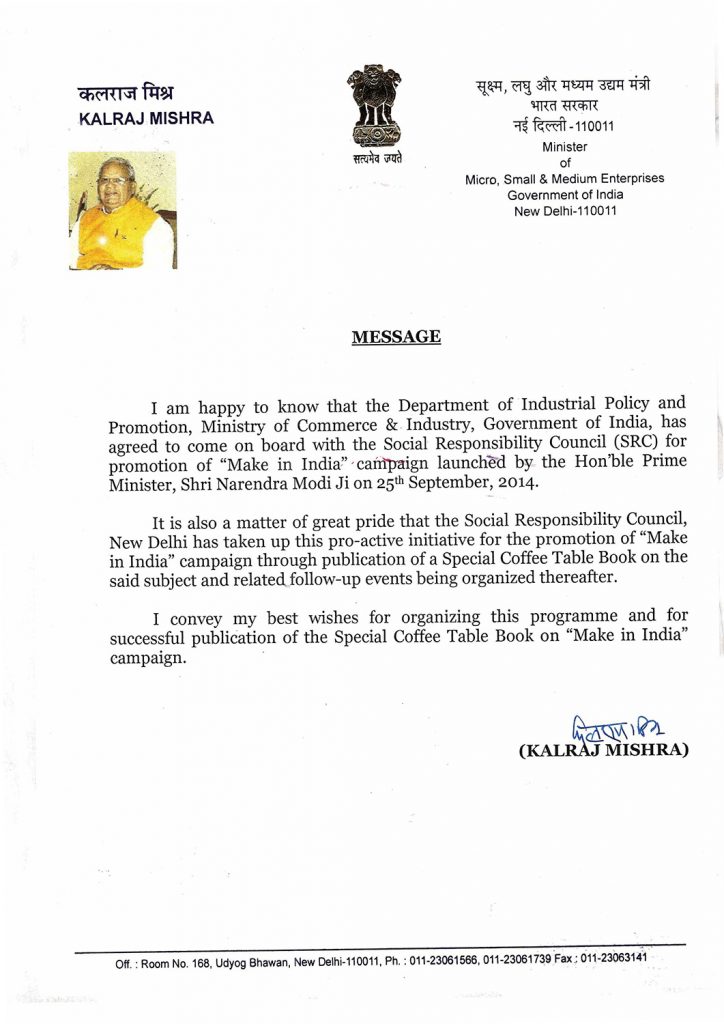 कलराज मिश्र
KALRAJ MISHRA
सत्यमेव जयते
सूक्ष्म, लघु और मध्यम उद्यम मंत्री
भारत सरकार
नई दिल्ली-110011
Minister
of
Micro, Small & Medium Enterprises
Government of India
New Delhi-110011
MESSAGE
I am happy to know that the Department of Industrial Policy and
Promotion, Ministry of Commerce & Industry, Government of India, has
agreed to come on board with the Social Responsibility Council (SRC) for
promotion of “Make in India” campaign launched by the Hon’ble Prime
Minister, Shri Narendra Modi Ji on 25th September, 2014.
It is also a matter of great pride that the Social Responsibility Council,
New Delhi has taken up this pro-active initiative for the promotion of “Make
in India” campaign through publication of a Special Coffee Table Book on the
said subject and related follow-up events being organized thereafter.
I convey my best wishes for organizing this programme and for
successful publication of the Special Coffee Table Book on “Make in India”
campaign.
(KALRAJ MISHRA)
Off. : Room No. 168, Udyog Bhawan, New Delhi-110011, Ph. : 011-23061566, 011-23061739 Fax : 011-23063141